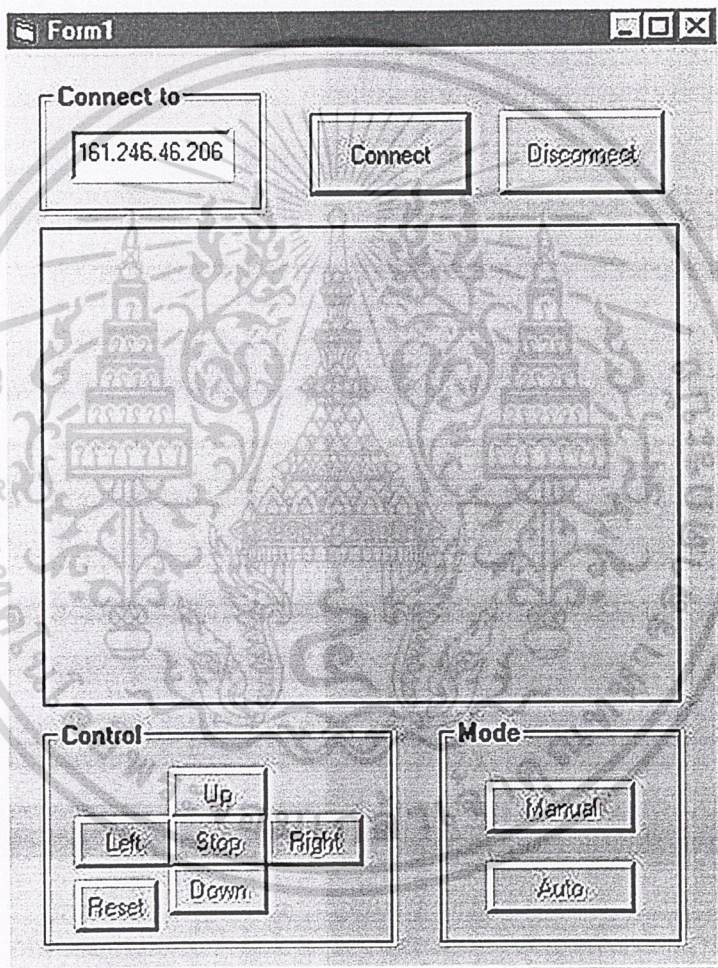 Form1
Connect to
161.246.46.206
Connect
Disconnect
Control
Up
Left Stop Right
Down
Reset
Mode
Manual
Auto